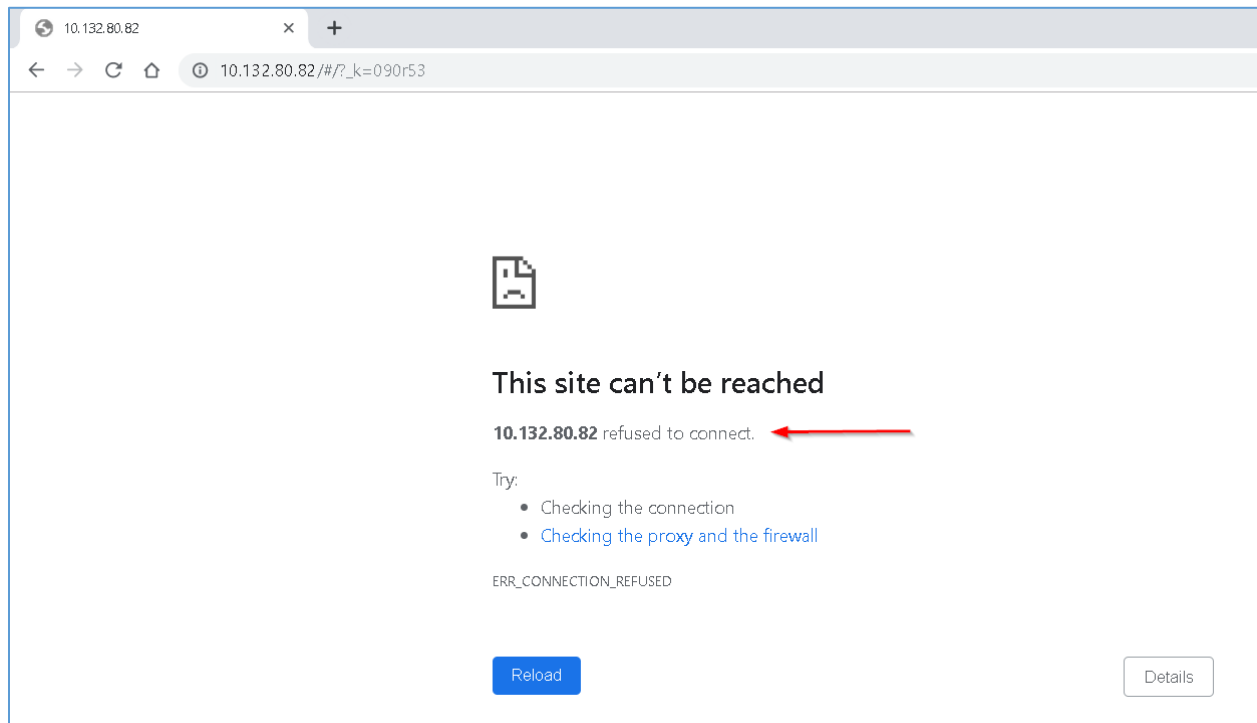 10.132.80.82
10.132.80.82/#/?_k=090r53
This site can't be reached
10.132.80.82 refused to connect.
Try:
Checking the connection
Checking the proxy and the firewall
ERR_CONNECTION_REFUSED
Reload
Details